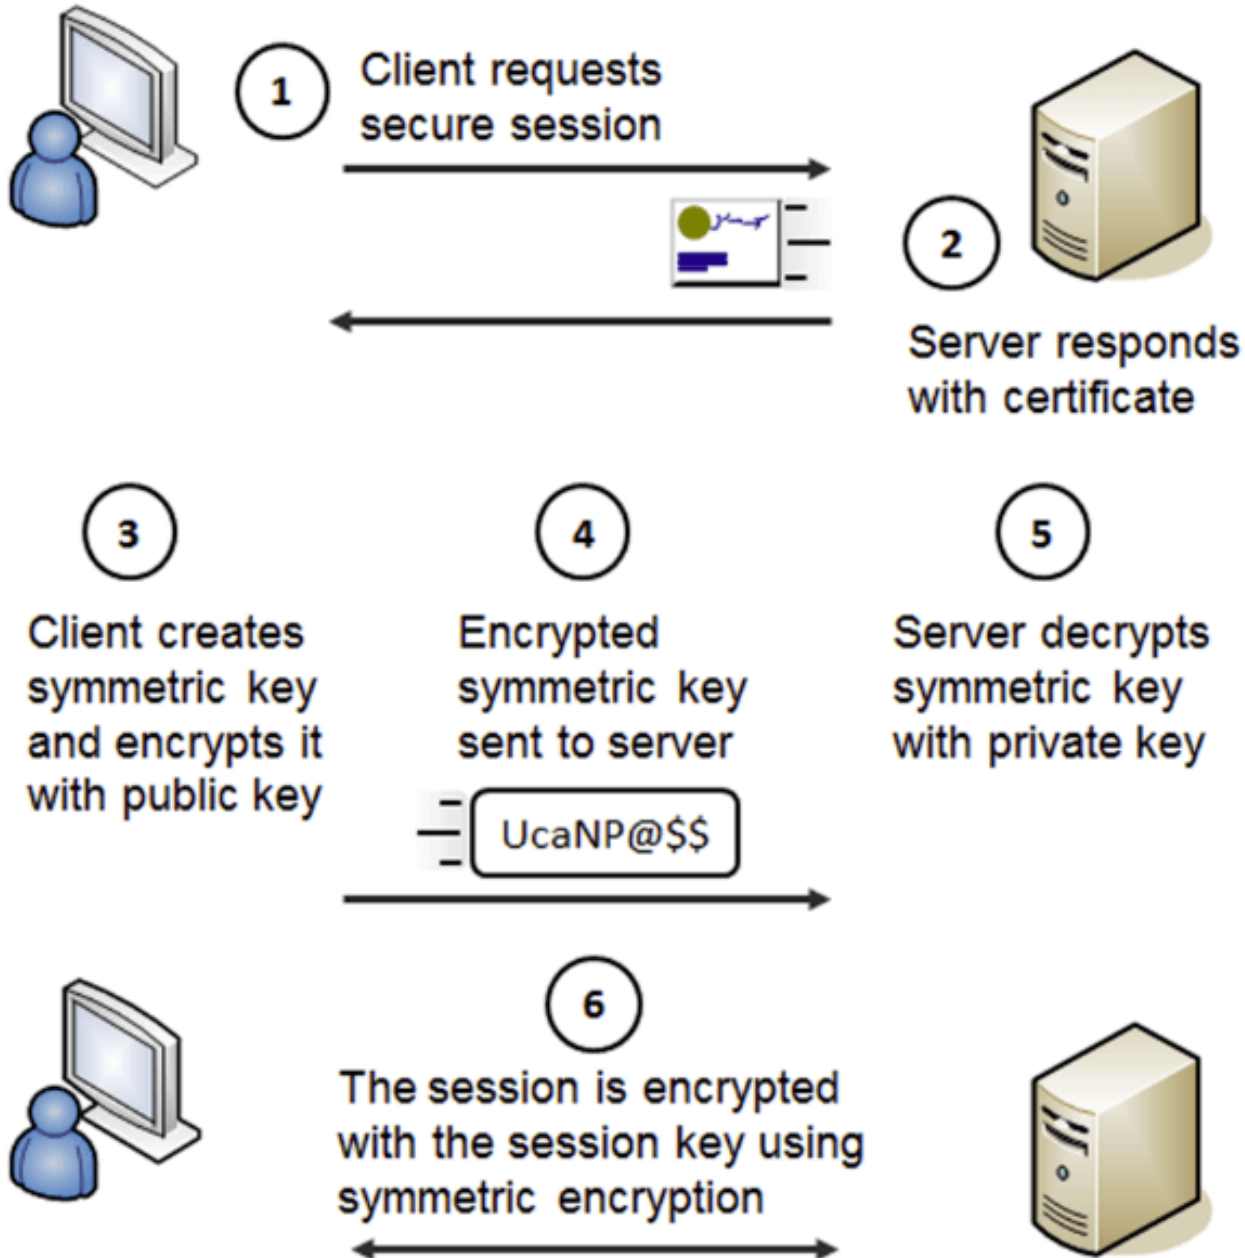 1
Client requests
secure session
2
Server responds
with certificate
3
Client creates
symmetric key
and encrypts it
with public key
4
Encrypted
symmetric key
sent to server
UcaNP@$$
5
Server decrypts
symmetric key
with private key
6
The session is encrypted
with the session key using
symmetric encryption